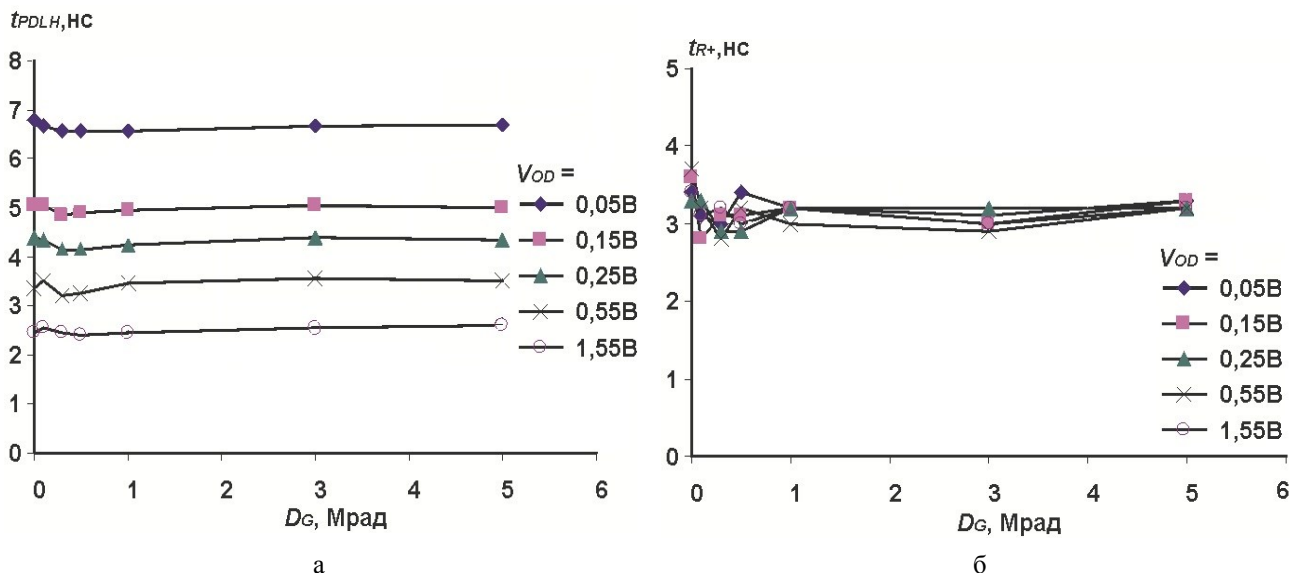 tPDLH,нс
8
7
6
5
4
3
2
1
0
0 1 2 3 4 5 6
DG, Мрад
VOD =
0,05В
0,15В
0,25В
0,55В
1,55В
а
tR+,нс
5
4
3
2
1
0
0 1 2 3 4 5 6
DG, Мрад
VOD =
0,05В
0,15В
0,25В
0,55В
1,55В
б